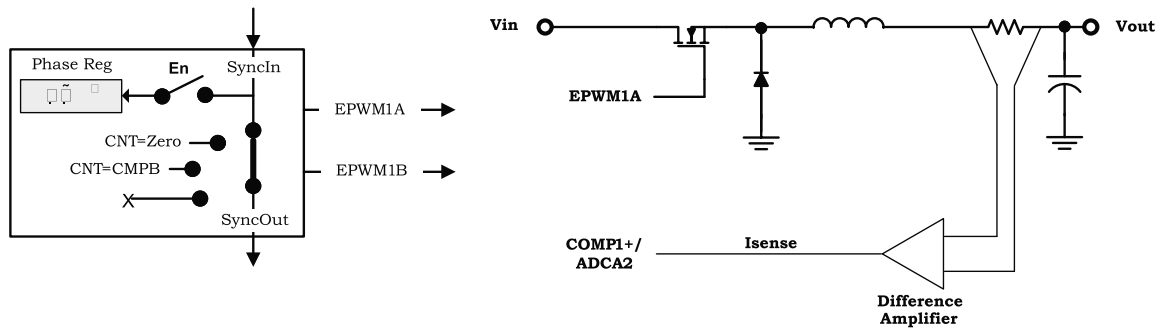 Phase Reg
En
SyncIn
EPWM1A
CNT=Zero
CNT=CMPB
EPWM1B
X
SyncOut
Vin
Vout
EPWM1A
COMP1+/
ADCA2
Isense
Difference
Amplifier